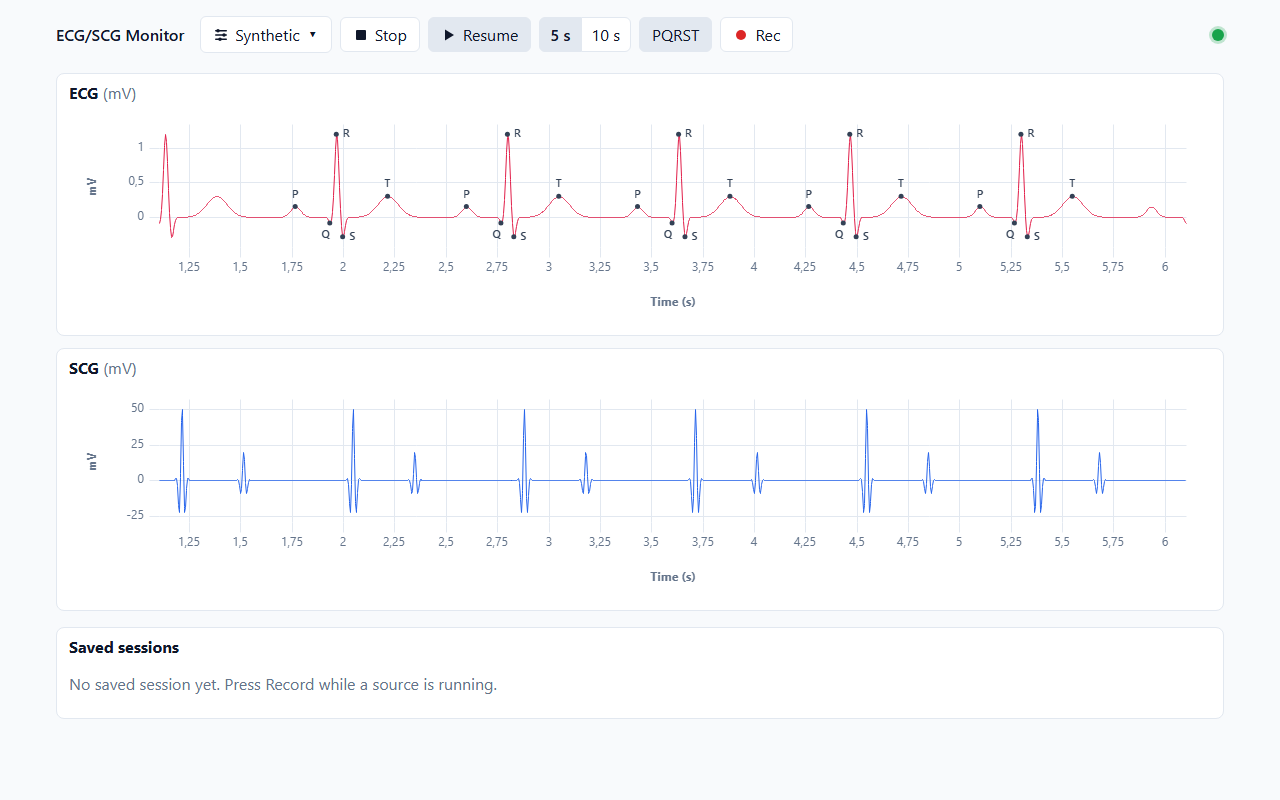 ECG/SCG Monitor Synthetic ▼ Stop Resume 5 s 10 s PQRST Rec
ECG (mV)
R R R R R
1
T T T T T
0,5
P P P P P
0
Q S Q S Q S Q S Q S
mV
1,25 1,5 1,75 2 2,25 2,5 2,75 3 3,25 3,5 3,75 4 4,25 4,5 4,75 5 5,25 5,5 5,75 6
Time (s)
SCG (mV)
50
25
mV
0
-25
1,25 1,5 1,75 2 2,25 2,5 2,75 3 3,25 3,5 3,75 4 4,25 4,5 4,75 5 5,25 5,5 5,75 6
Time (s)
Saved sessions
No saved session yet. Press Record while a source is running.